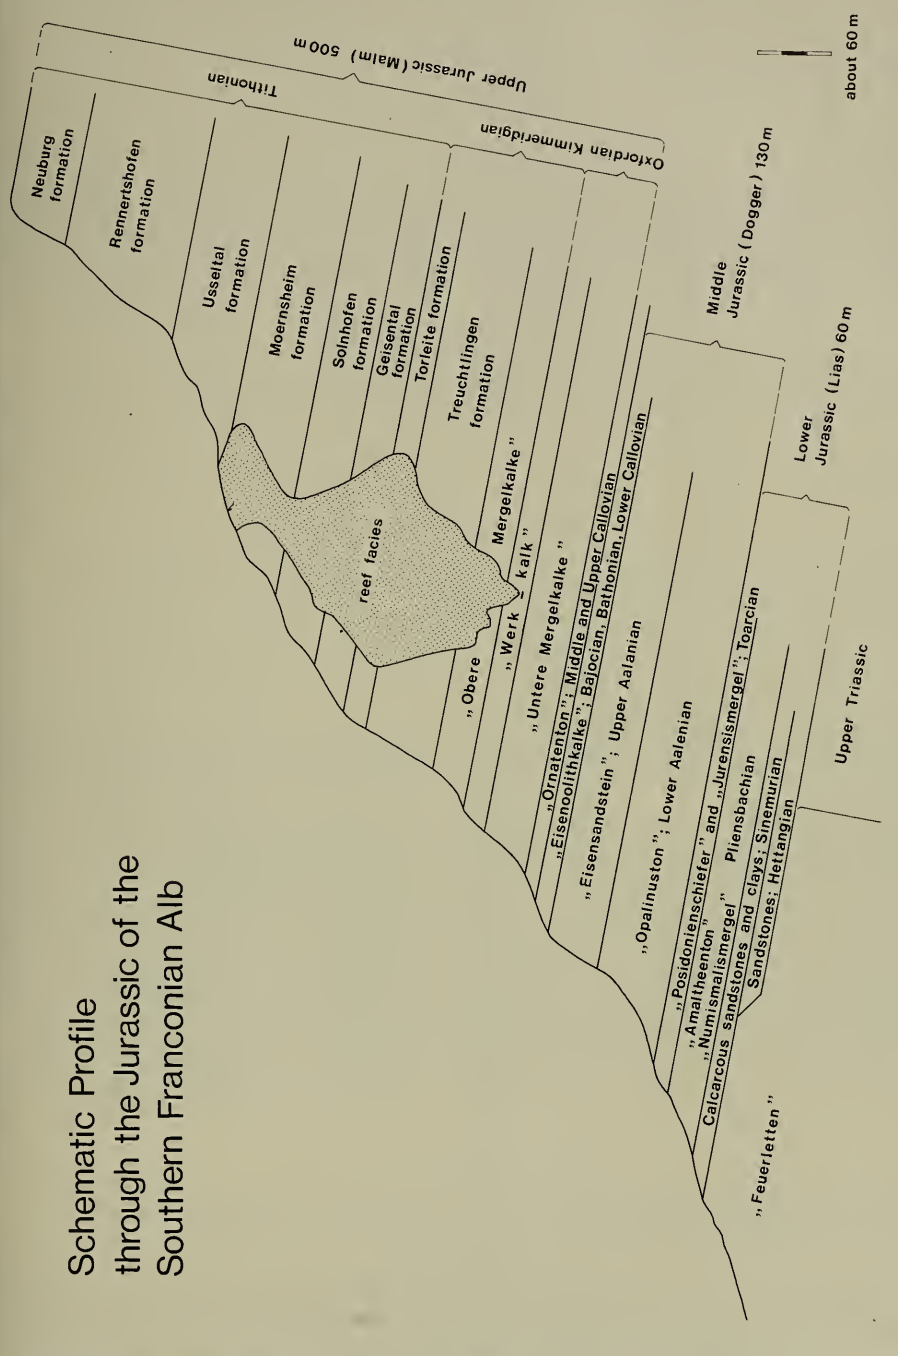 Schematic Profile
through the Jurassic of the
Southern Franconian Alb
Neuburg
formation
Rennertshofen
formation
Usseltal
formation
Moernsheim
formation
Solnhofen
formation
Geisental
formation
Torleite formation
Treuchtlingen
formation
reef facies
„Obere Mergelkalke”
„Werk - kalk”
„Untere Mergelkalke”
„Ornatenton”; Middle and Upper Callovian
„Eisenoolithkalke”; Bajocian, Bathonian, Lower Callovian
„Eisensandstein”; Upper Aalanian
„Opalinuston”; Lower Aalenian
„Posidonienschiefer” and „Jurensismergel”; Toarcian
„Amaltheenton”
„Numismalismergel” Pliensbachian
Calcarcous sandstones and clays; Sinemurian
Sandstones; Hettangian
„Feuerletten”
Upper Jurassic (Malm) 500 m
Tithonian
Oxfordian Kimmeridgian
Middle
Jurassic (Dogger) 130 m
Lower
Jurassic (Lias) 60 m
Upper Triassic
about 60 m